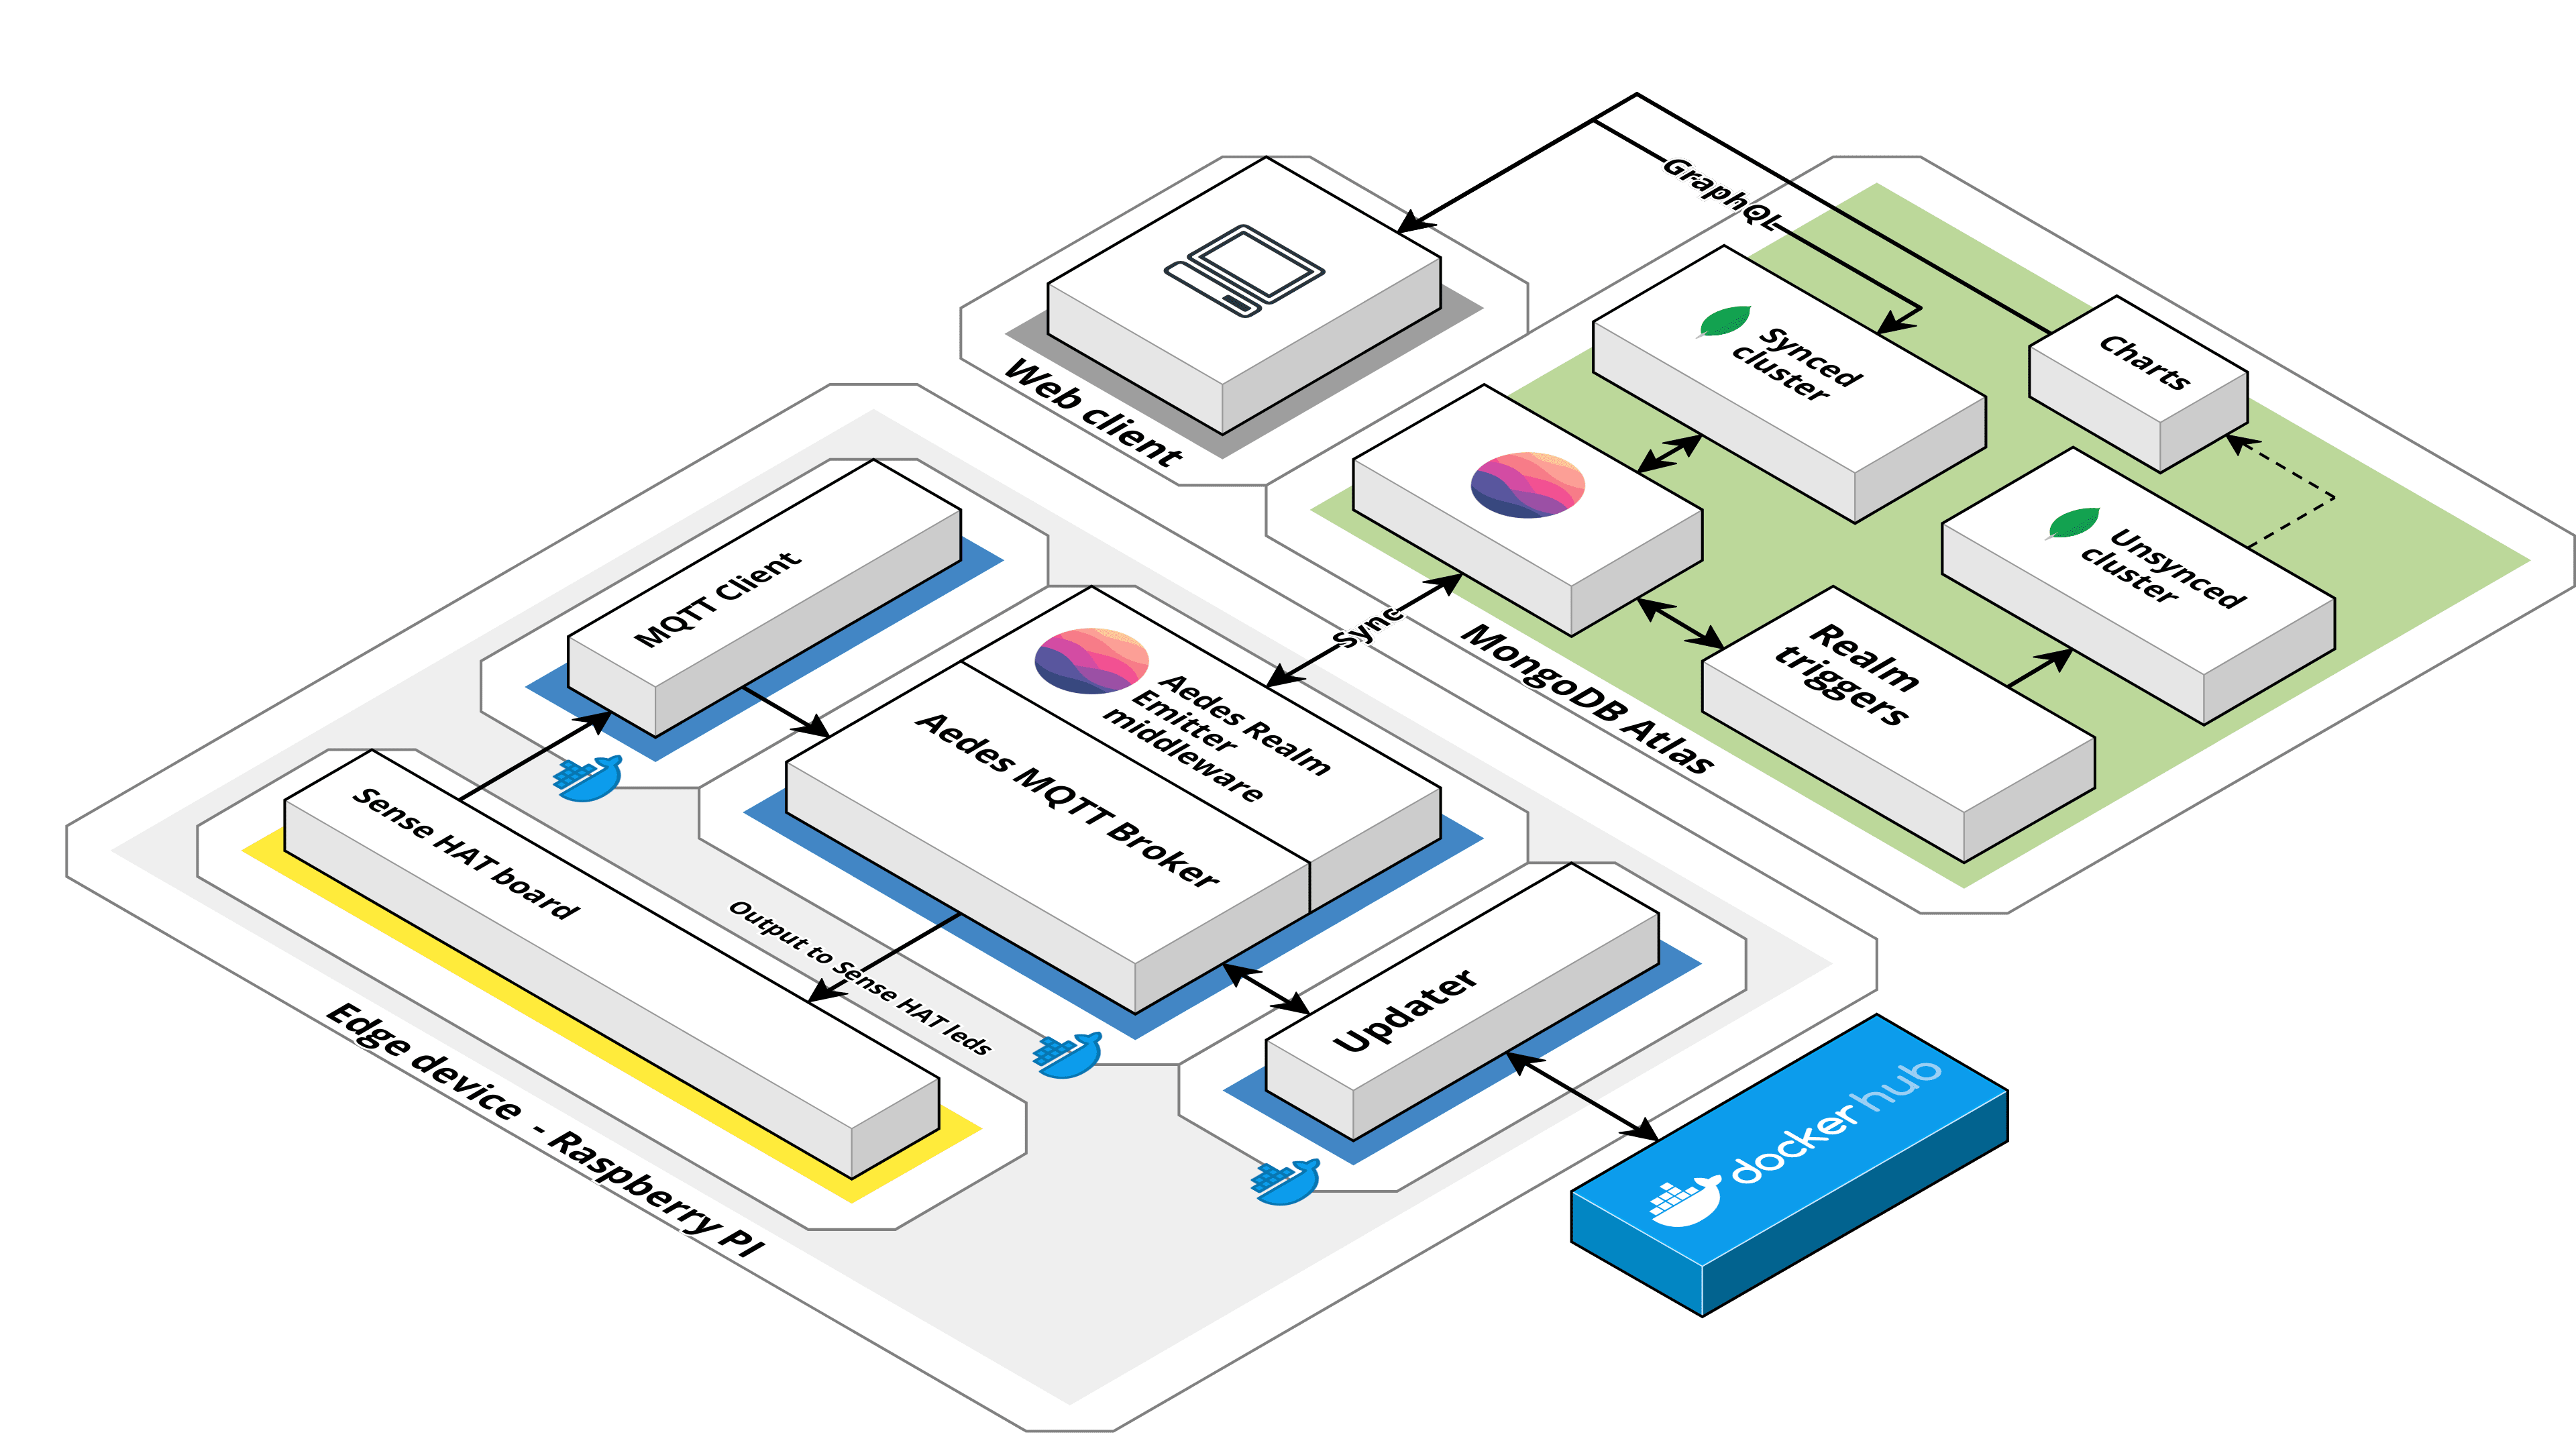 GraphQL
Synced
cluster
Charts
Web client
Unsynced
cluster
Sync
MongoDB Atlas
Realm
triggers
MQTT Client
Aedes Realm
Emitter
middleware
Aedes MQTT Broker
Sense HAT board
Output to Sense HAT leds
Updater
Edge device - Raspberry PI
docker hub